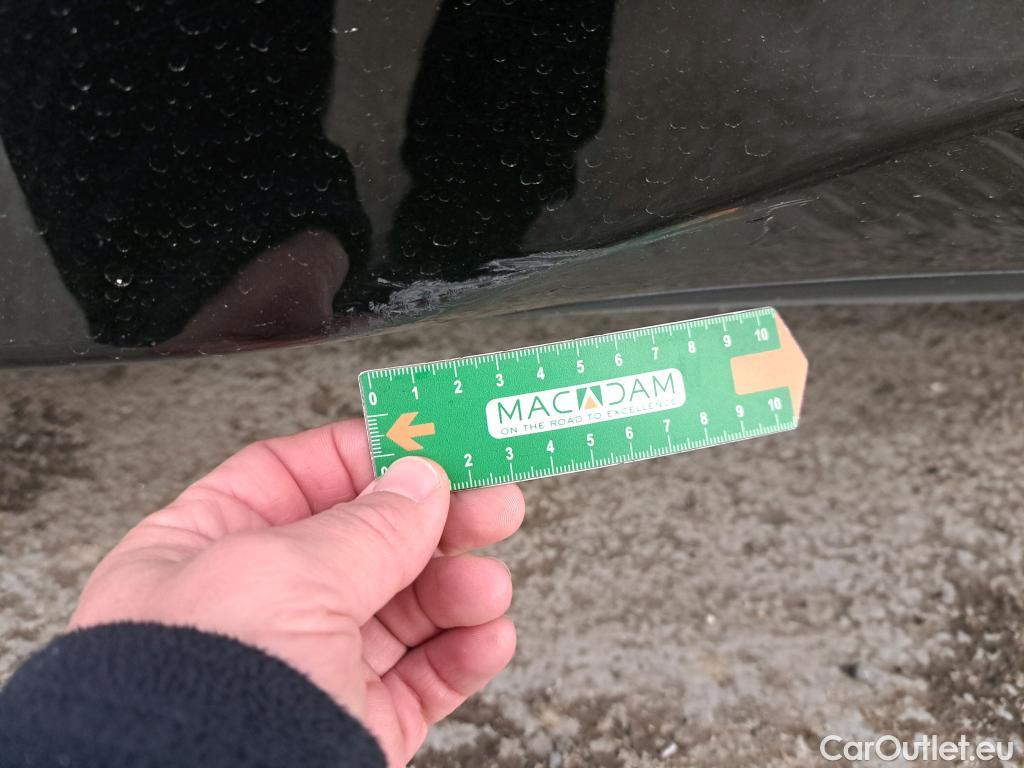 0 1 2 3 4 5 6 7 8 9 10
MACADAM
ON THE ROAD TO EXCELLENCE
0 2 3 4 5 6 7 8 9 10
CarOutlet.eu